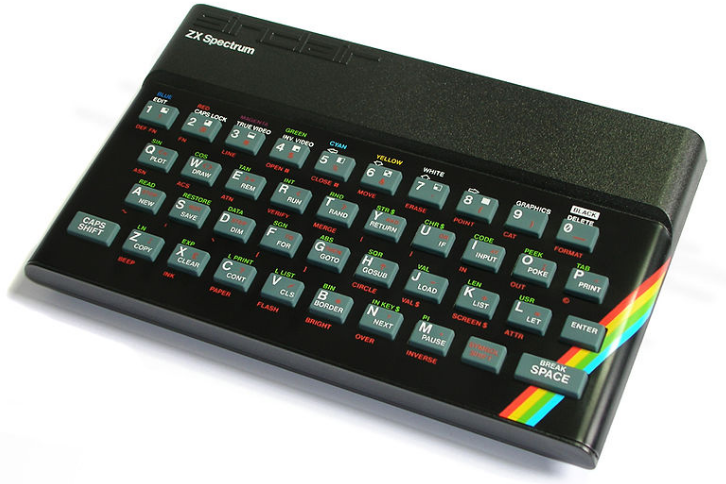 sinclair
ZX Spectrum
BLUE RED MAGENTA GREEN CYAN YELLOW WHITE BLACK
EDIT CAPS LOCK TRUE VIDEO INV. VIDEO GRAPHICS DELETE
1 2 3 4 5 6 7 8 9 0
DEF FN FN LINE OPEN # CLOSE # MOVE ERASE POINT CAT FORMAT
SIN COS TAN INT RND STR $ CHR $ CODE PEEK TAB
Q PLOT W DRAW E REM R RUN T RAND Y RETURN U IF I INPUT O POKE P PRINT
ASN ACS ATN VERIFY MERGE [ ] IN OUT ©
READ RESTORE DATA SGN ABS SQR VAL LEN USR
A NEW S SAVE D DIM F FOR G GOTO H GOSUB J LOAD K LIST L LET ENTER
CIRCLE VAL $ SCREEN $ ATTR
LN EXP L PRINT L LIST BIN IN KEY $ PI
CAPS SHIFT Z COPY X CLEAR C CONT V CLS B BORDER N NEXT M PAUSE BREAK SPACE
BEEP INK PAPER FLASH BRIGHT OVER INVERSE